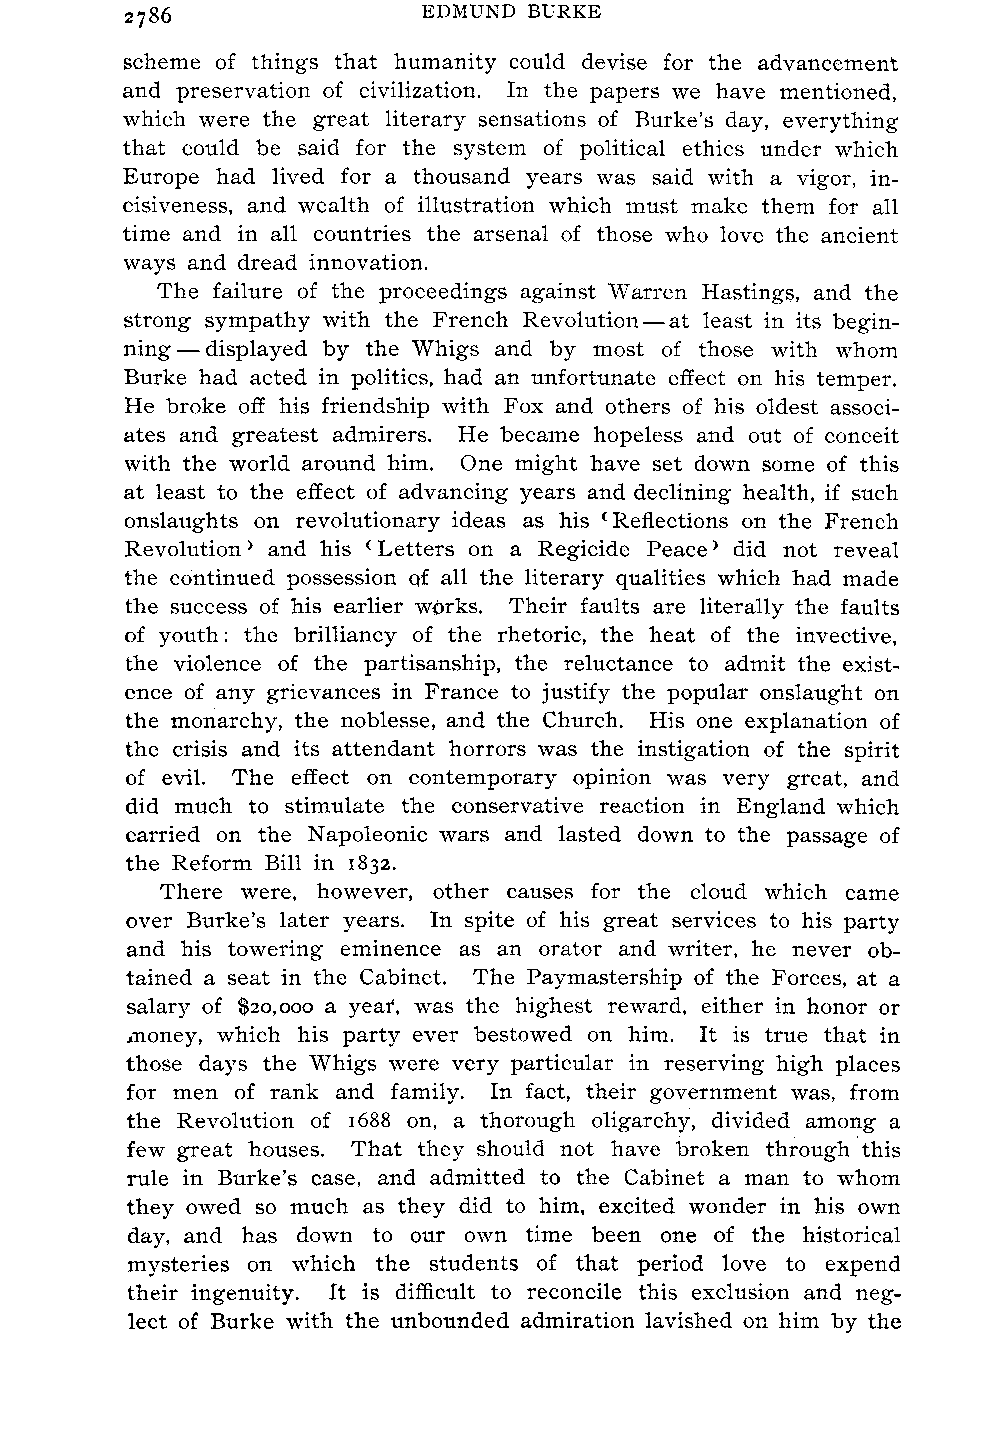 2786
EDMUND BURKE
scheme of things that humanity could devise for the advancement
and preservation of civilization. In the papers we have mentioned,
which were the great literary sensations of Burke's day, everything
that could be said for the system of political ethics under which
Europe had lived for a thousand years was said with a vigor, in-
cisiveness, and wealth of illustration which must make them for all
time and in all countries the arsenal of those who love the ancient
ways and dread innovation.
The failure of the proceedings against Warren Hastings, and the
strong sympathy with the French Revolution—at least in its begin-
ning—displayed by the Whigs and by most of those with whom
Burke had acted in politics, had an unfortunate effect on his temper.
He broke off his friendship with Fox and others of his oldest associ-
ates and greatest admirers. He became hopeless and out of conceit
with the world around him. One might have set down some of this
at least to the effect of advancing years and declining health, if such
onslaughts on revolutionary ideas as his ‹Reflections on the French
Revolution› and his ‹Letters on a Regicide Peace› did not reveal
the continued possession of all the literary qualities which had made
the success of his earlier works. Their faults are literally the faults
of youth: the brilliancy of the rhetoric, the heat of the invective,
the violence of the partisanship, the reluctance to admit the exist-
ence of any grievances in France to justify the popular onslaught on
the monarchy, the noblesse, and the Church. His one explanation of
the crisis and its attendant horrors was the instigation of the spirit
of evil. The effect on contemporary opinion was very great, and
did much to stimulate the conservative reaction in England which
carried on the Napoleonic wars and lasted down to the passage of
the Reform Bill in 1832.
There were, however, other causes for the cloud which came
over Burke's later years. In spite of his great services to his party
and his towering eminence as an orator and writer, he never ob-
tained a seat in the Cabinet. The Paymastership of the Forces, at a
salary of $20,000 a year, was the highest reward, either in honor or
money, which his party ever bestowed on him. It is true that in
those days the Whigs were very particular in reserving high places
for men of rank and family. In fact, their government was, from
the Revolution of 1688 on, a thorough oligarchy, divided among a
few great houses. That they should not have broken through this
rule in Burke's case, and admitted to the Cabinet a man to whom
they owed so much as they did to him, excited wonder in his own
day, and has down to our own time been one of the historical
mysteries on which the students of that period love to expend
their ingenuity. It is difficult to reconcile this exclusion and neg-
lect of Burke with the unbounded admiration lavished on him by the